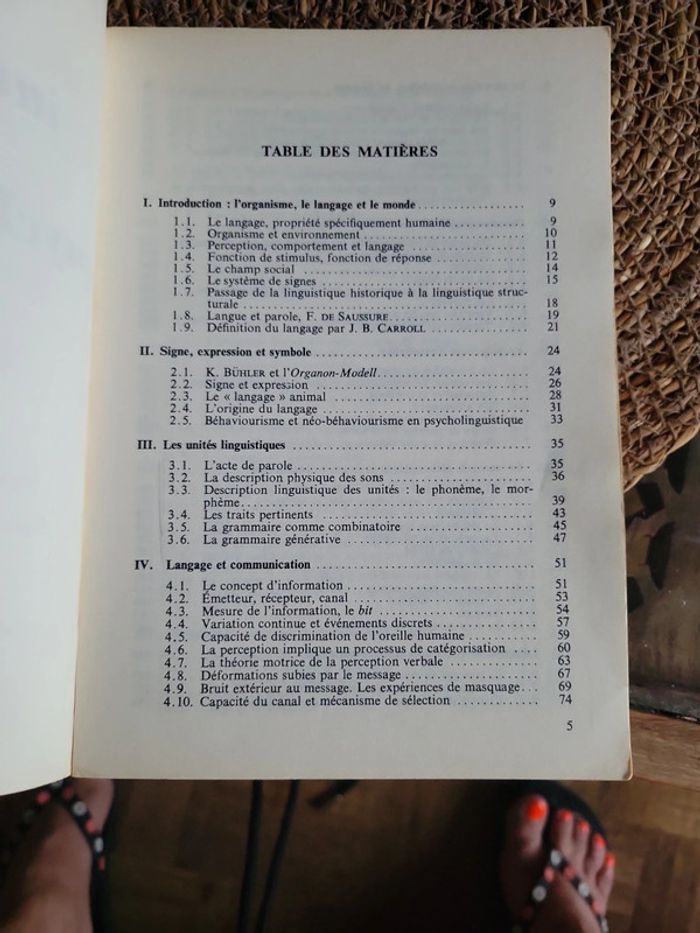 TABLE DES MATIÈRES
I. Introduction : l'organisme, le langage et le monde . . . . . . . . . . . . . . . . . 9
1.1. Le langage, propriété spécifiquement humaine . . . . . . . . . . . . 9
1.2. Organisme et environnement . . . . . . . . . . . . . . . . . . . . . . . . . . 10
1.3. Perception, comportement et langage . . . . . . . . . . . . . . . . . . 11
1.4. Fonction de stimulus, fonction de réponse . . . . . . . . . . . . . . 12
1.5. Le champ social . . . . . . . . . . . . . . . . . . . . . . . . . . . . . . . . . . . 14
1.6. Le système de signes . . . . . . . . . . . . . . . . . . . . . . . . . . . . . . . 15
1.7. Passage de la linguistique historique à la linguistique struc-
turale . . . . . . . . . . . . . . . . . . . . . . . . . . . . . . . . . . . . . . . . . . . 18
1.8. Langue et parole, F. DE SAUSSURE . . . . . . . . . . . . . . . . . . . . 19
1.9. Définition du langage par J. B. CARROLL . . . . . . . . . . . . . . . 21
II. Signe, expression et symbole . . . . . . . . . . . . . . . . . . . . . . . . . . . . . . . 24
2.1. K. BÜHLER et l'Organon-Modell . . . . . . . . . . . . . . . . . . . . . . . 24
2.2. Signe et expression . . . . . . . . . . . . . . . . . . . . . . . . . . . . . . . . . 26
2.3. Le « langage » animal . . . . . . . . . . . . . . . . . . . . . . . . . . . . . . . 28
2.4. L'origine du langage . . . . . . . . . . . . . . . . . . . . . . . . . . . . . . . . 31
2.5. Béhaviourisme et néo-béhaviourisme en psycholinguistique 33
III. Les unités linguistiques . . . . . . . . . . . . . . . . . . . . . . . . . . . . . . . . . . . 35
3.1. L'acte de parole . . . . . . . . . . . . . . . . . . . . . . . . . . . . . . . . . . . 35
3.2. La description physique des sons . . . . . . . . . . . . . . . . . . . . . . 36
3.3. Description linguistique des unités : le phonème, le mor-
phème . . . . . . . . . . . . . . . . . . . . . . . . . . . . . . . . . . . . . . . . . . . 39
3.4. Les traits pertinents . . . . . . . . . . . . . . . . . . . . . . . . . . . . . . . . 43
3.5. La grammaire comme combinatoire . . . . . . . . . . . . . . . . . . . . 45
3.6. La grammaire générative . . . . . . . . . . . . . . . . . . . . . . . . . . . . 47
IV. Langage et communication . . . . . . . . . . . . . . . . . . . . . . . . . . . . . . . . 51
4.1. Le concept d'information . . . . . . . . . . . . . . . . . . . . . . . . . . . . 51
4.2. Émetteur, récepteur, canal . . . . . . . . . . . . . . . . . . . . . . . . . . . 53
4.3. Mesure de l'information, le bit . . . . . . . . . . . . . . . . . . . . . . . . 54
4.4. Variation continue et événements discrets . . . . . . . . . . . . . . . 57
4.5. Capacité de discrimination de l'oreille humaine . . . . . . . . . . . 59
4.6. La perception implique un processus de catégorisation . . . . 60
4.7. La théorie motrice de la perception verbale . . . . . . . . . . . . . . 63
4.8. Déformations subies par le message . . . . . . . . . . . . . . . . . . . . 67
4.9. Bruit extérieur au message. Les expériences de masquage . . . 69
4.10. Capacité du canal et mécanisme de sélection . . . . . . . . . . . . . 74
5